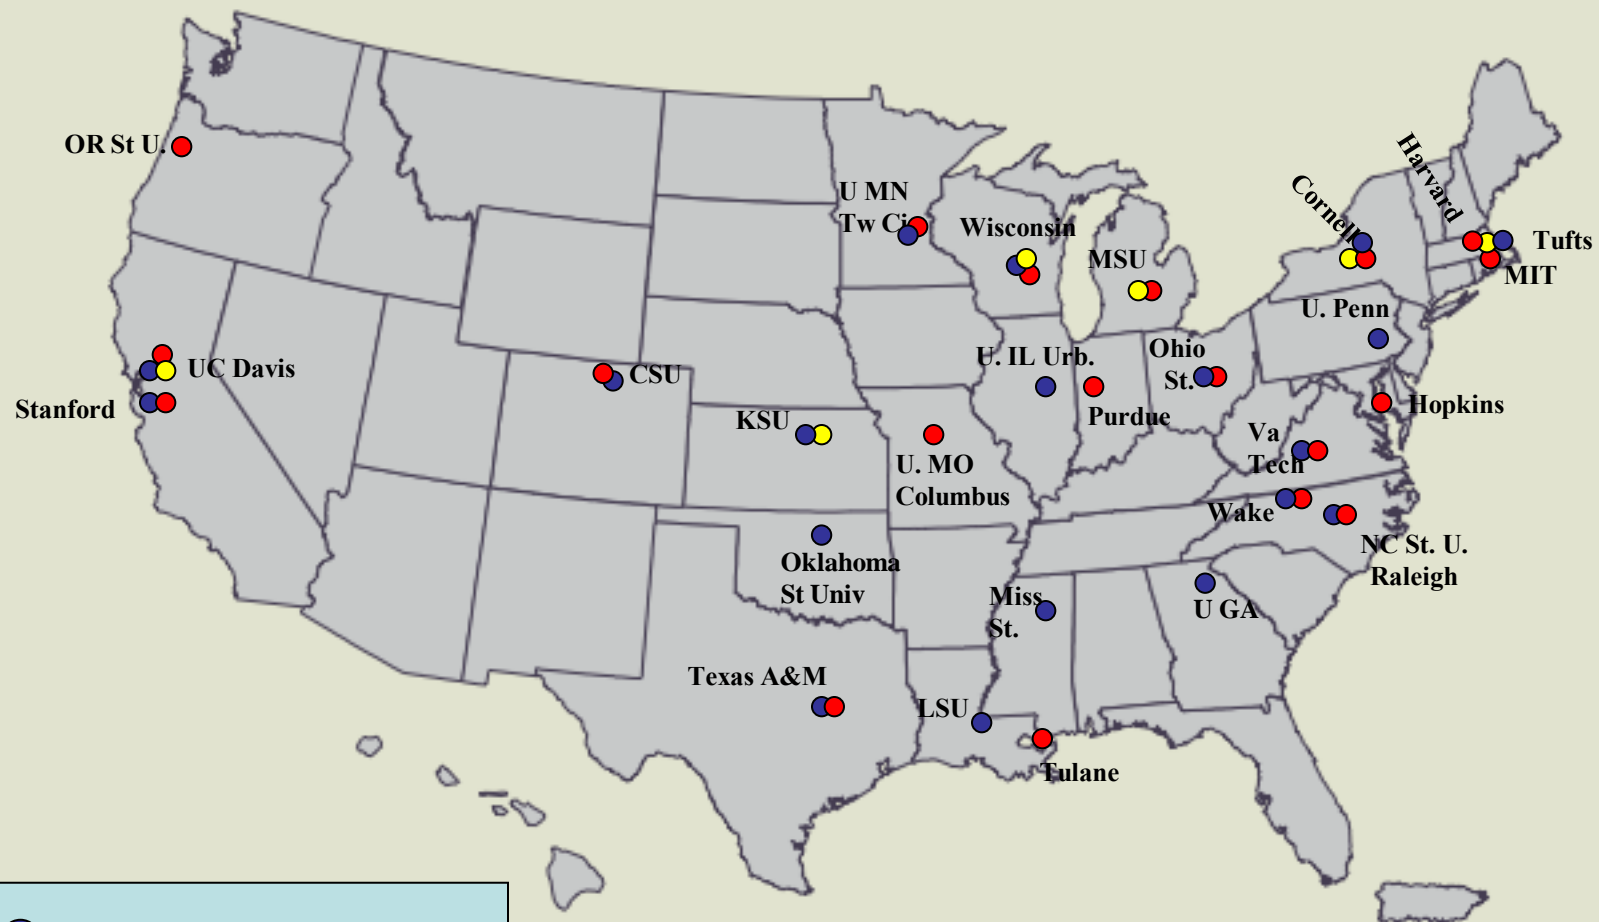 OR St U.
U MN
Tw Ci
Wisconsin
MSU
Cornell
Harvard
Tufts
MIT
U. Penn
UC Davis
Stanford
CSU
KSU
U. MO
Columbus
U. IL Urb.
Purdue
Ohio
St.
Hopkins
Va
Tech
Wake
NC St. U.
Raleigh
Oklahoma
St Univ
Miss
St.
U GA
Texas A&M
LSU
Tulane